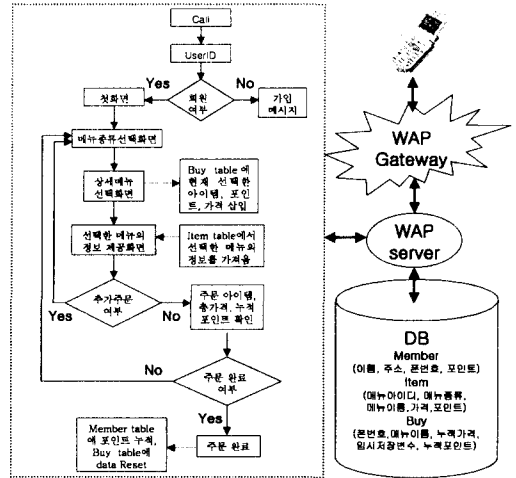 Call
UserID
Yes
회원
여부
No
첫화면
가입
메시지
메뉴종류선택화면
상세메뉴
선택화면
Buy table 에
현재 선택한
아이템, 포인
트, 가격 삽입
선택한 메뉴의
정보 제공화면
Item table에서
선택한 메뉴의
정보를 가져옴
추가주문
여부
Yes
No
주문 아이템,
총가격, 누적
포인트 확인
No
주문 완료
여부
Yes
Member table
에 포인트 누적,
Buy table에
data Reset
주문 완료
WAP
Gateway
WAP
server
DB
Member
(이름, 주소, 폰번호, 포인트)
Item
(메뉴아이디, 메뉴종류,
메뉴이름,가격,포인트)
Buy
(폰번호,메뉴이름, 누적가격,
임시저장변수, 누적포인트)